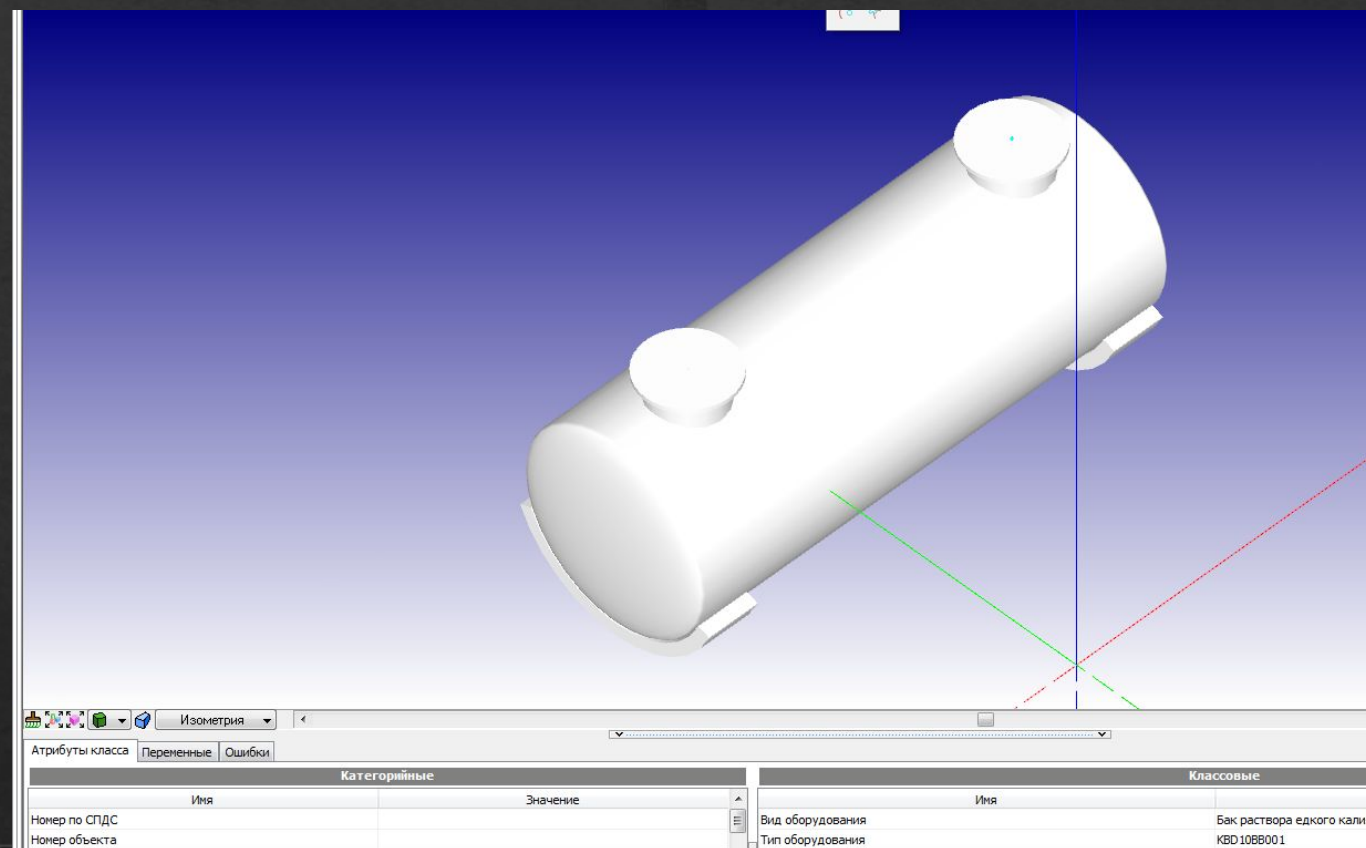 Изометрия
Атрибуты класса Переменные Ошибки
Категорийные Классовые
Имя Значение Имя
Номер по СПДС Вид оборудования Бак раствора едкого кали
Номер объекта Тип оборудования KBD10BB001